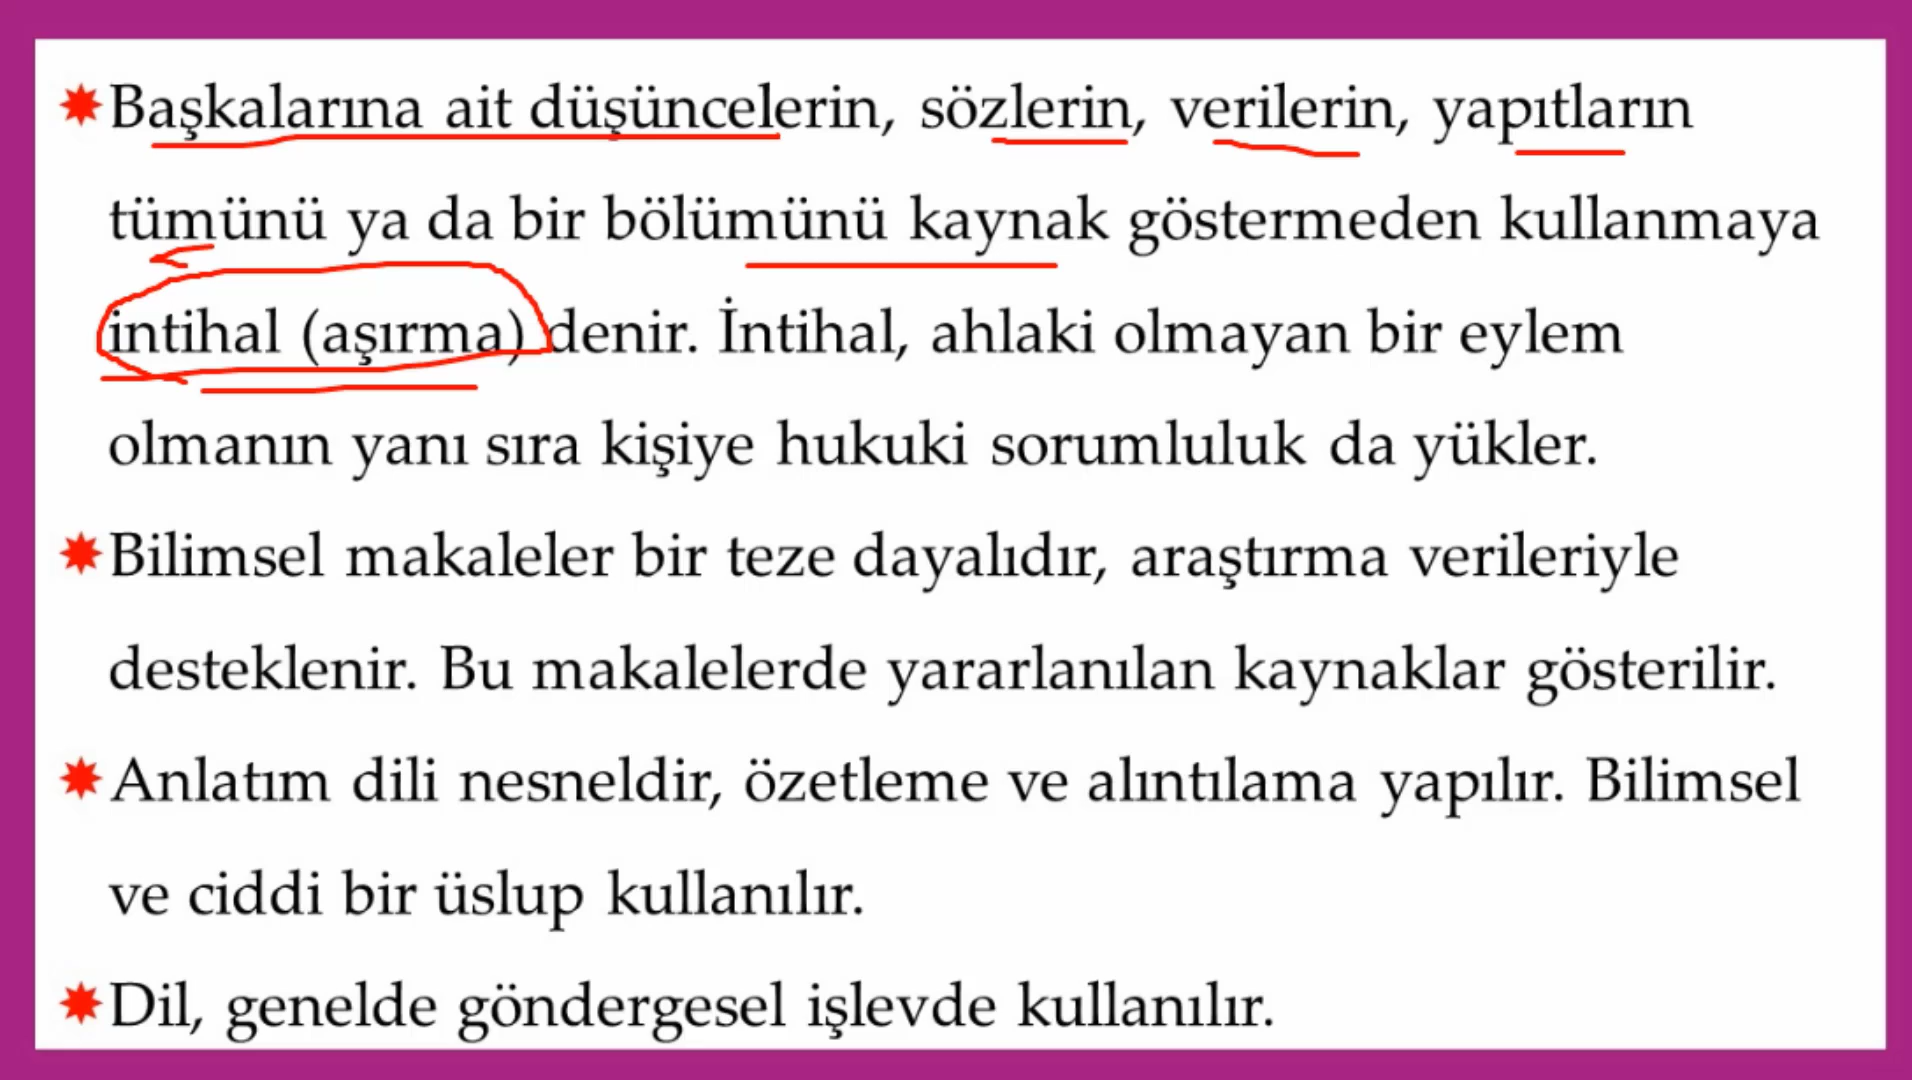 Başkalarına ait düşüncelerin, sözlerin, verilerin, yapıtların
tümünü ya da bir bölümünü kaynak göstermeden kullanmaya
intihal (aşırma) denir. İntihal, ahlaki olmayan bir eylem
olmanın yanı sıra kişiye hukuki sorumluluk da yükler.
Bilimsel makaleler bir teze dayalıdır, araştırma verileriyle
desteklenir. Bu makalelerde yararlanılan kaynaklar gösterilir.
Anlatım dili nesneldir, özetleme ve alıntılama yapılır. Bilimsel
ve ciddi bir üslup kullanılır.
Dil, genelde göndergesel işlevde kullanılır.